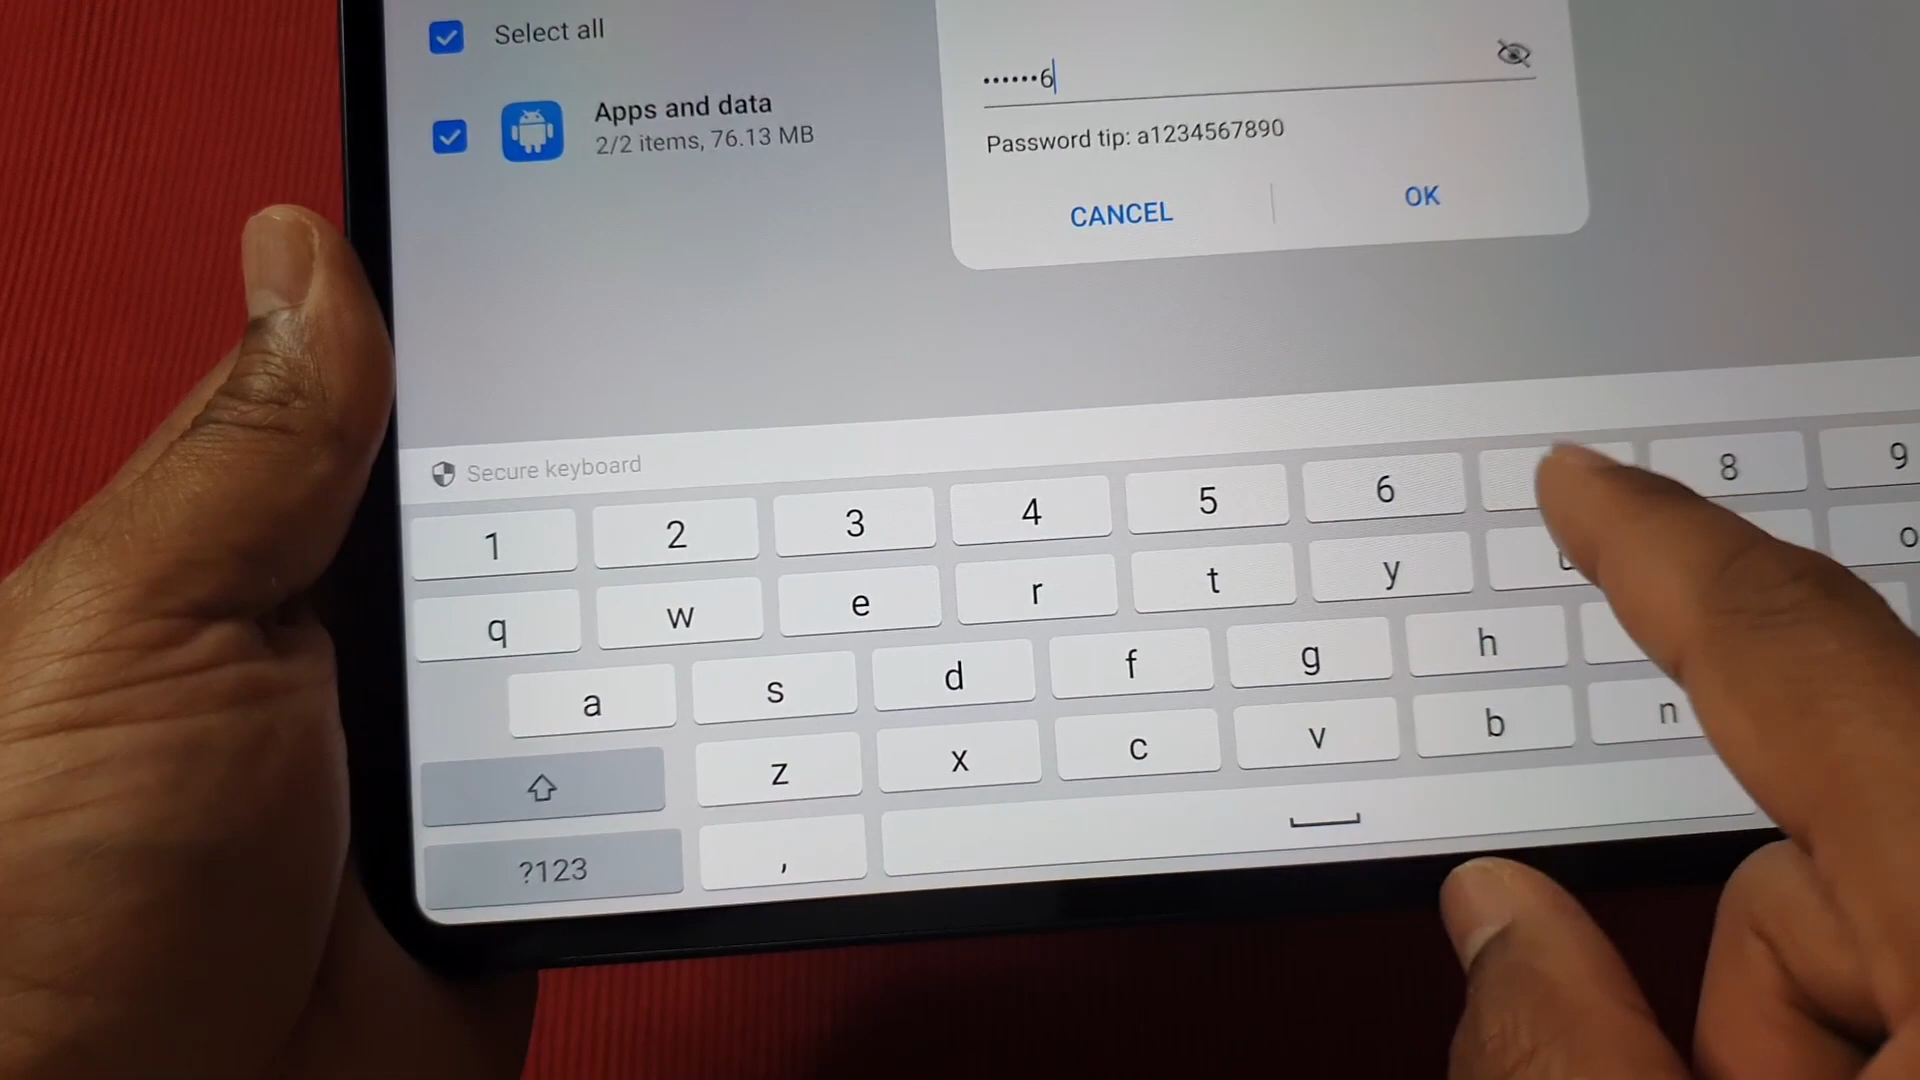 Select all
Apps and data
2/2 items, 76.13 MB
••••••6
Password tip: a1234567890
CANCEL
OK
Secure keyboard
1 2 3 4 5 6 8 9
q w e r t y o
a s d f g h
z x c v b n
?123 ,